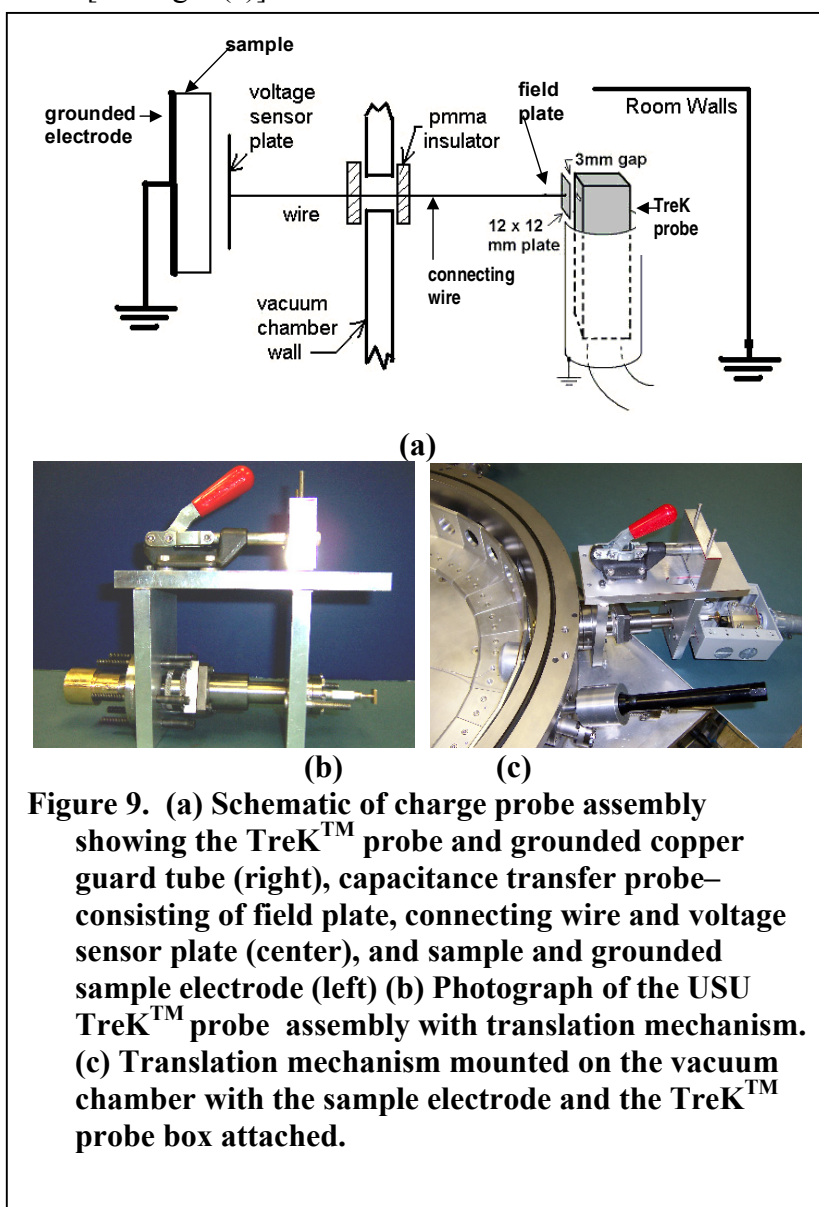 sample
grounded
electrode
voltage
sensor
plate
wire
vacuum
chamber
wall
pmma
insulator
connecting
wire
field
plate
3mm gap
12 x 12
mm plate
Room Walls
TreK
probe
(a)
(b) (c)
Figure 9. (a) Schematic of charge probe assembly
showing the TreK™ probe and grounded copper
guard tube (right), capacitance transfer probe–
consisting of field plate, connecting wire and voltage
sensor plate (center), and sample and grounded
sample electrode (left) (b) Photograph of the USU
TreK™ probe assembly with translation mechanism.
(c) Translation mechanism mounted on the vacuum
chamber with the sample electrode and the TreK™
probe box attached.